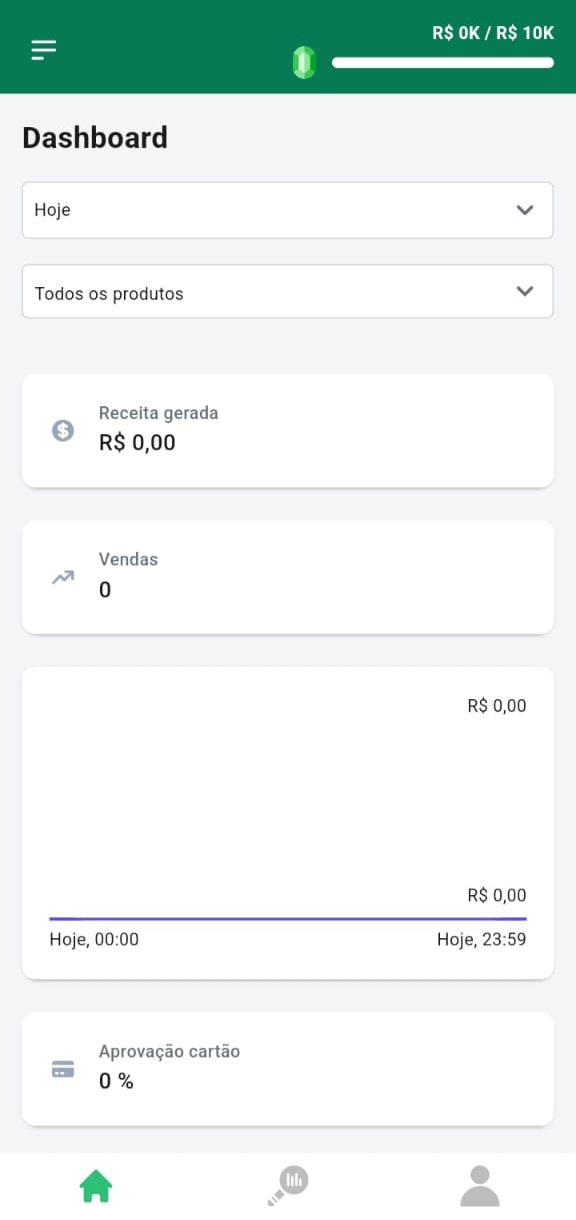 R$ 0K / R$ 10K
Dashboard
Hoje
Todos os produtos
Receita gerada
R$ 0,00
Vendas
0
R$ 0,00
R$ 0,00
Hoje, 00:00 Hoje, 23:59
Aprovação cartão
0 %